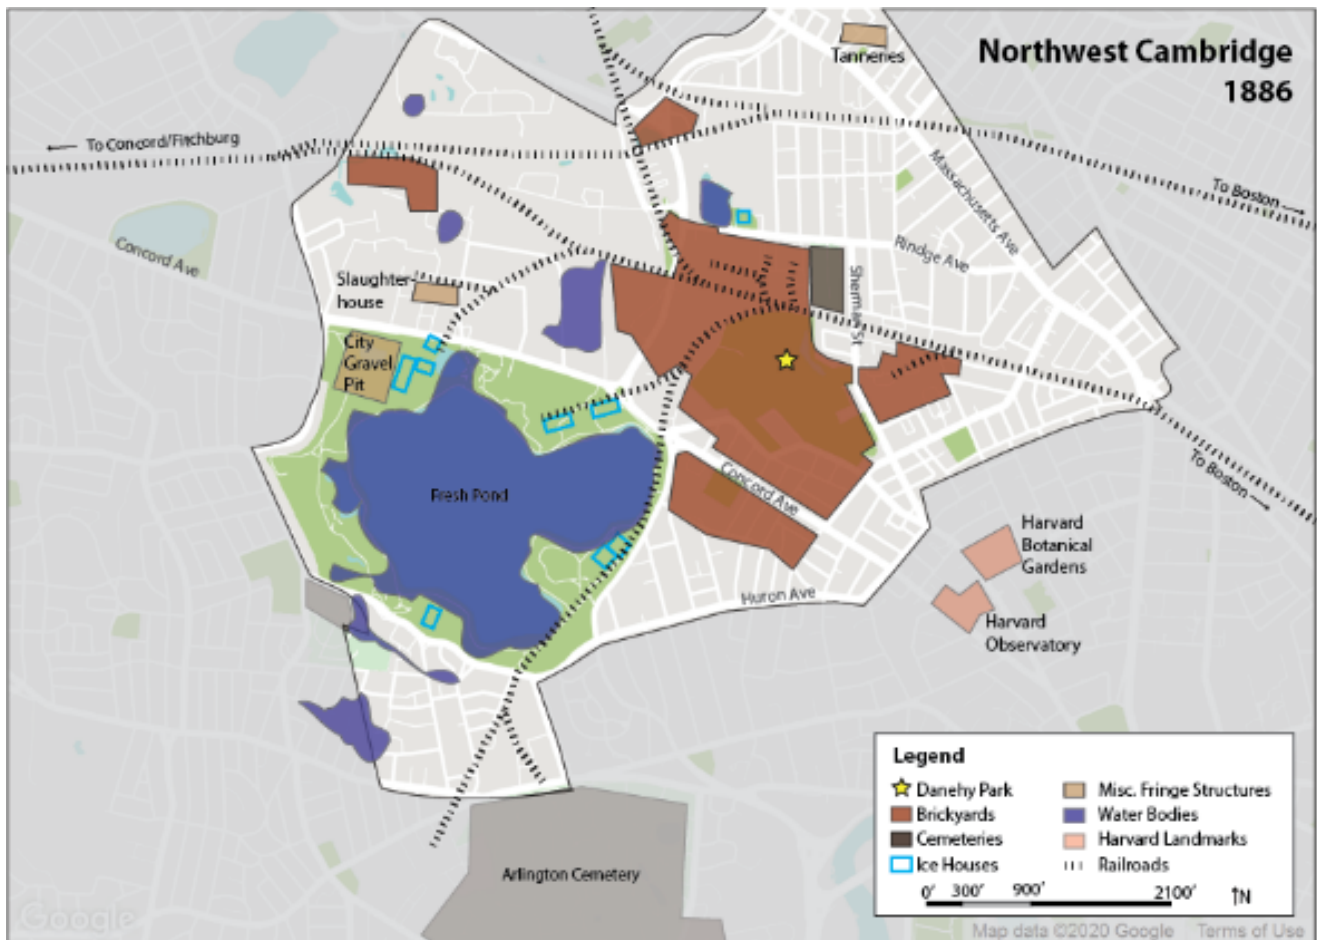 Northwest Cambridge
1886
Tanneries
← To Concord/Fitchburg
Massachusetts Ave
To Boston →
Concord Ave
Rindge Ave
Slaughter-
house
Sherman St
City
Gravel
Pit
Fresh Pond
Concord Ave
To Boston →
Harvard
Botanical
Gardens
Huron Ave
Harvard
Observatory
Arlington Cemetery
Legend
Danehy Park
Brickyards
Cemeteries
Ice Houses
Misc. Fringe Structures
Water Bodies
Harvard Landmarks
Railroads
0' 300' 900' 2100' ↑N
Google
Map data ©2020 Google Terms of Use